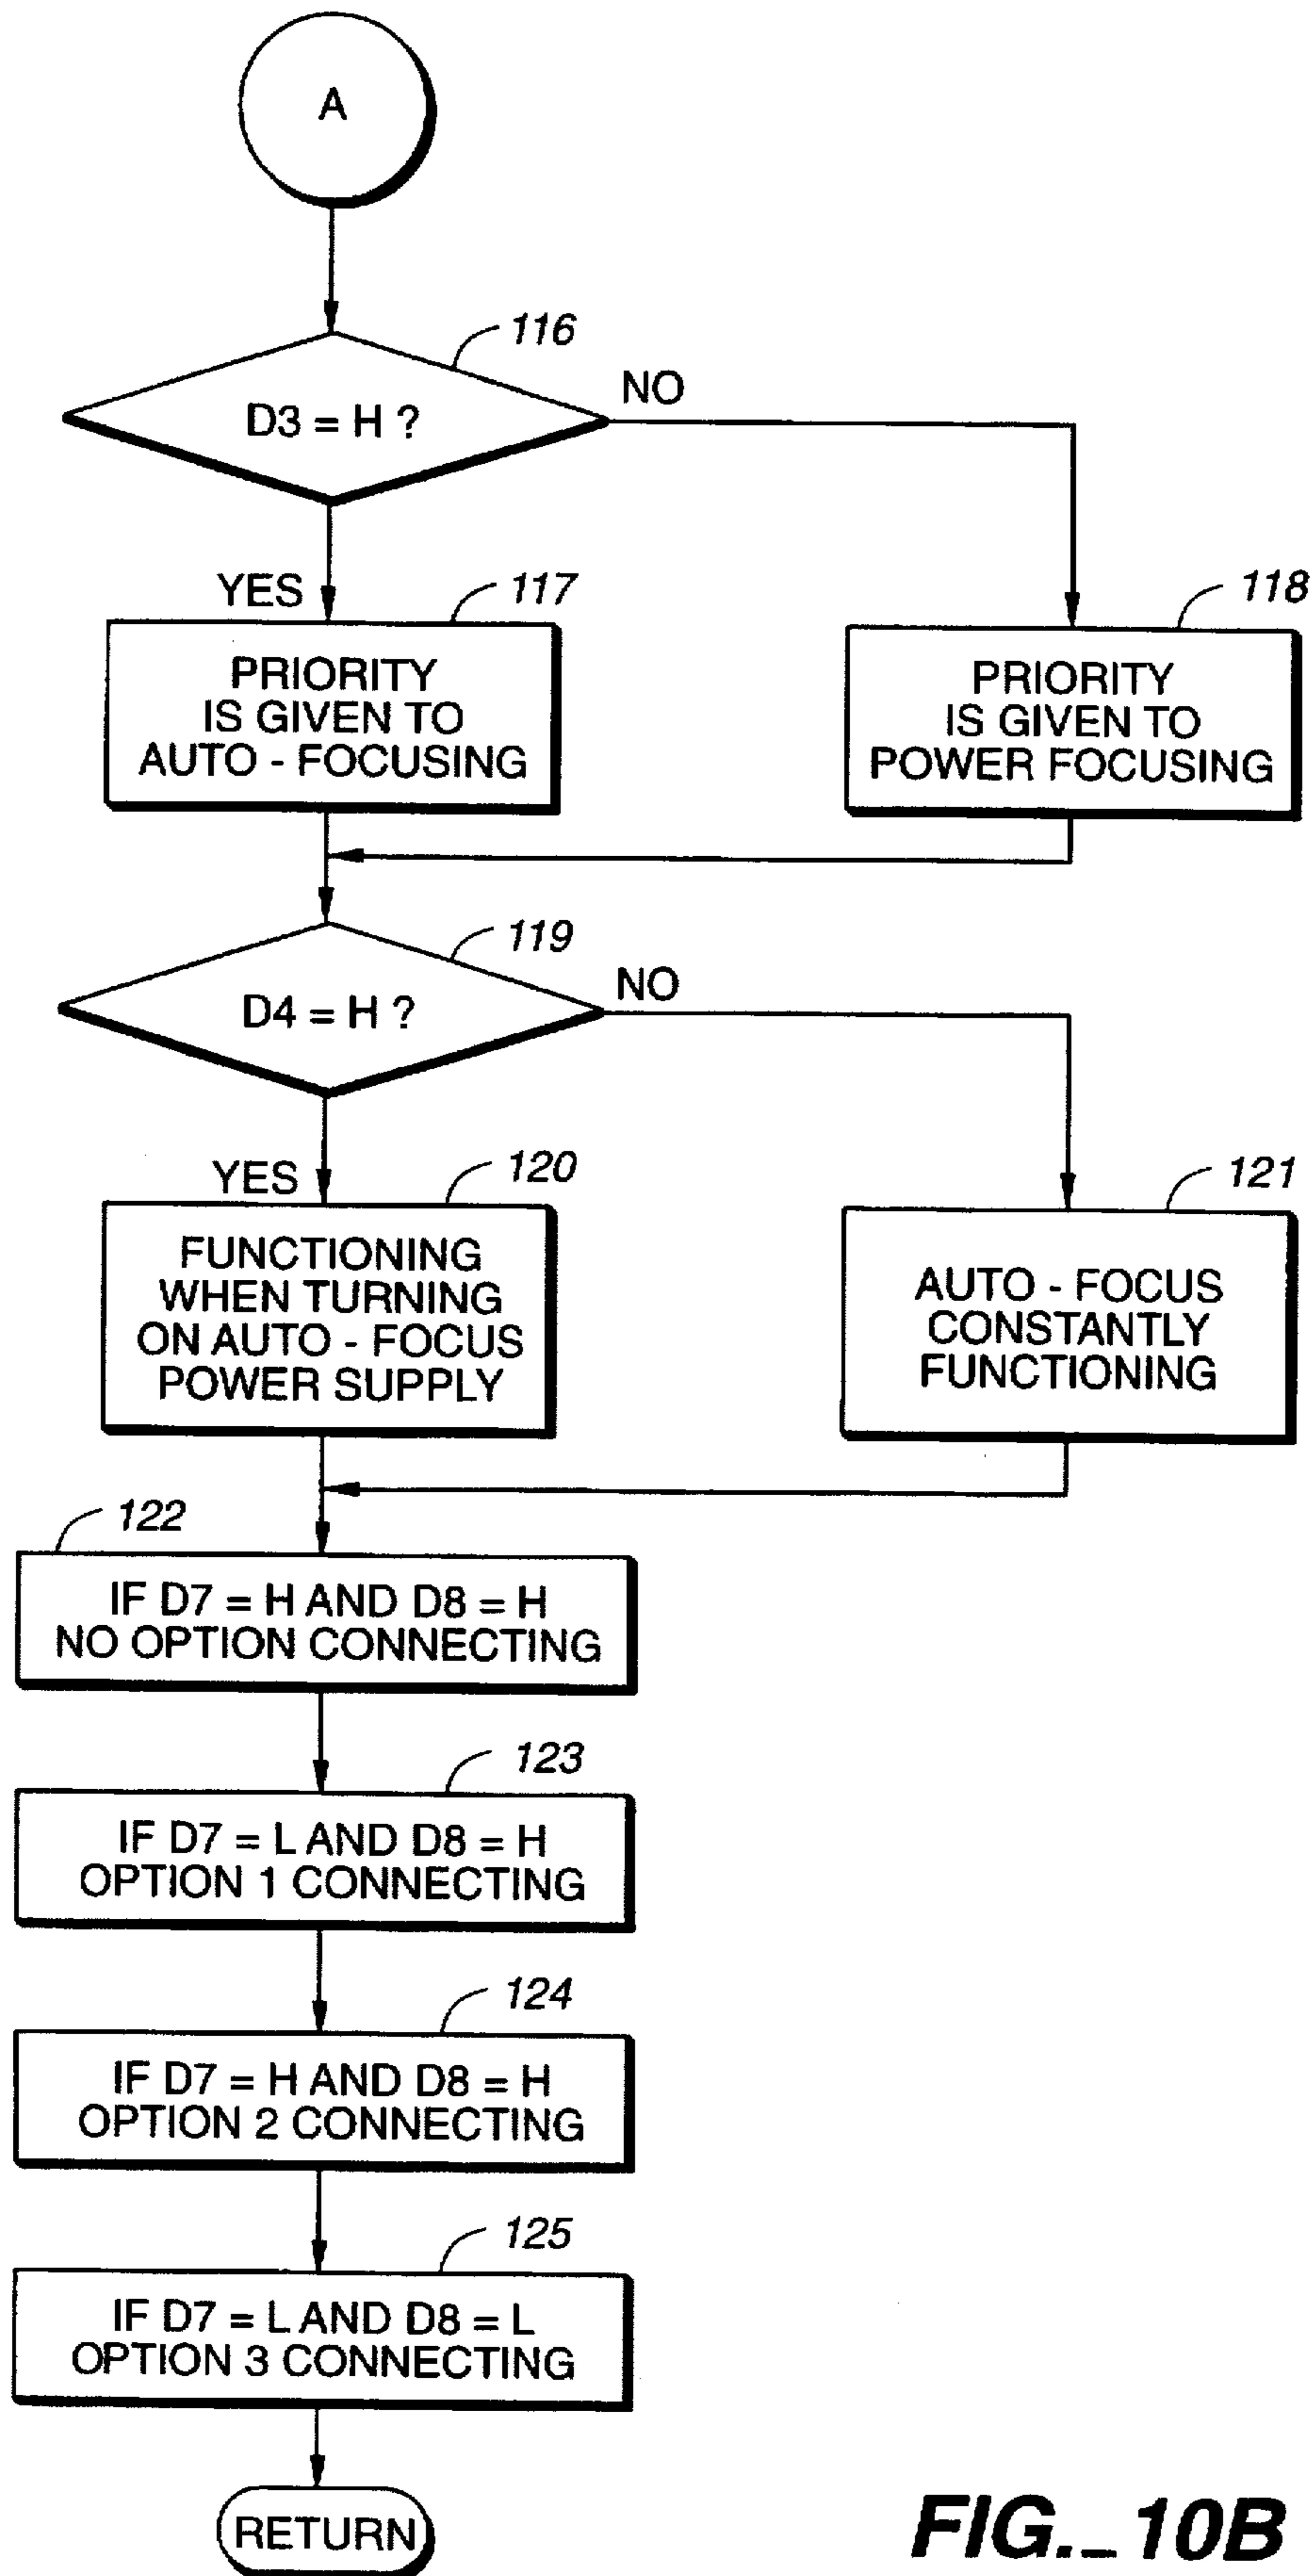 A
116
D3 = H ?
NO
YES
117
PRIORITY
IS GIVEN TO
AUTO - FOCUSING
118
PRIORITY
IS GIVEN TO
POWER FOCUSING
119
D4 = H ?
NO
YES
120
FUNCTIONING
WHEN TURNING
ON AUTO - FOCUS
POWER SUPPLY
121
AUTO - FOCUS
CONSTANTLY
FUNCTIONING
122
IF D7 = H AND D8 = H
NO OPTION CONNECTING
123
IF D7 = L AND D8 = H
OPTION 1 CONNECTING
124
IF D7 = H AND D8 = H
OPTION 2 CONNECTING
125
IF D7 = L AND D8 = L
OPTION 3 CONNECTING
RETURN
FIG._10B